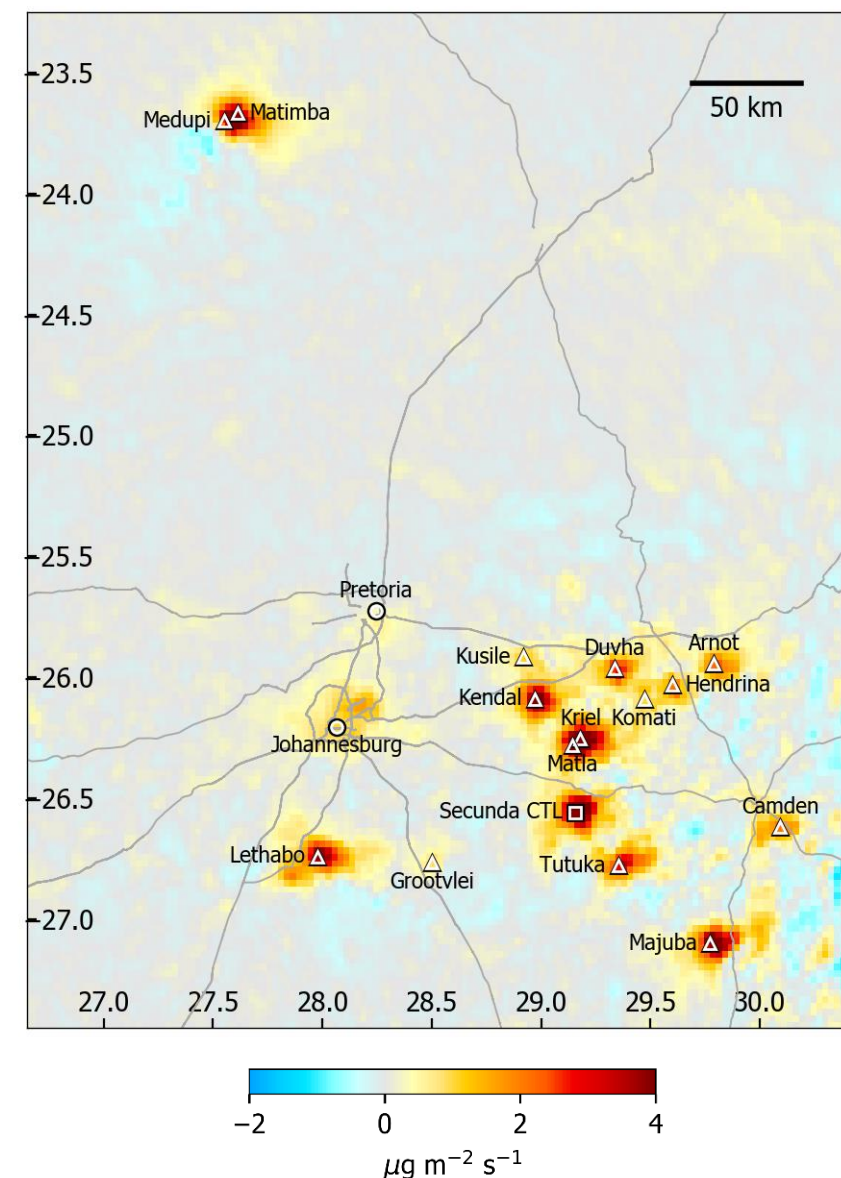 −23.5
50 km
Medupi
Matimba
−24.0
−24.5
−25.0
−25.5
Pretoria
Kusile
Duvha
Arnot
−26.0
Hendrina
Kendal
Komati
Kriel
Johannesburg
Matla
−26.5
Secunda CTL
Camden
Lethabo
Tutuka
Grootvlei
−27.0
Majuba
27.0 27.5 28.0 28.5 29.0 29.5 30.0
−2 0 2 4
μg m−2 s−1